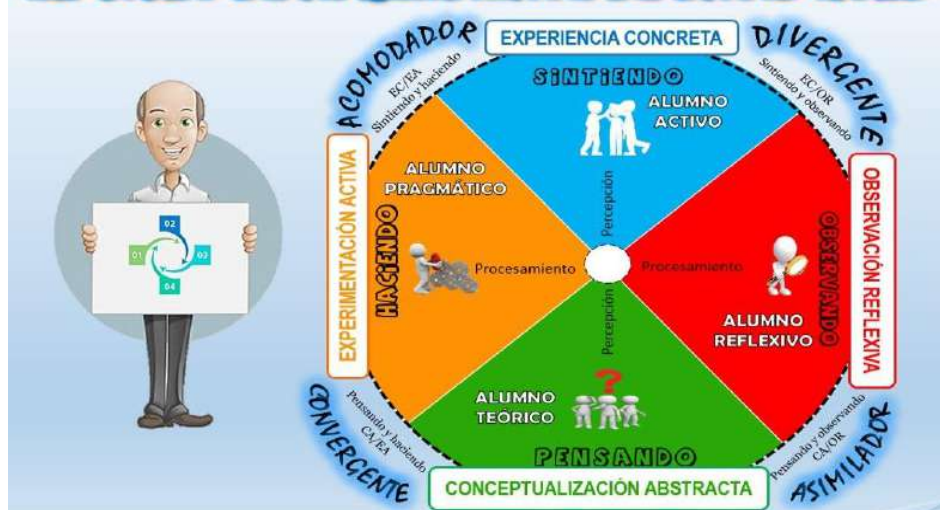 EXPERIENCIA CONCRETA
ACOMODADOR
EC/EA
Sintiendo y haciendo
DIVERGENTE
EC/OR
Sintiendo y observando
SINTIENDO
ALUMNO
ACTIVO
Percepción
EXPERIMENTACIÓN ACTIVA
HACIENDO
ALUMNO
PRAGMÁTICO
Procesamiento
Procesamiento
OBSERVANDO
ALUMNO
REFLEXIVO
OBSERVACIÓN REFLEXIVA
02
01
03
04
Percepción
ALUMNO
TEÓRICO
?
PENSANDO
CONVERGENTE
Pensando y haciendo
CA/EA
Pensando y observando
CA/OR
ASIMILADOR
CONCEPTUALIZACIÓN ABSTRACTA